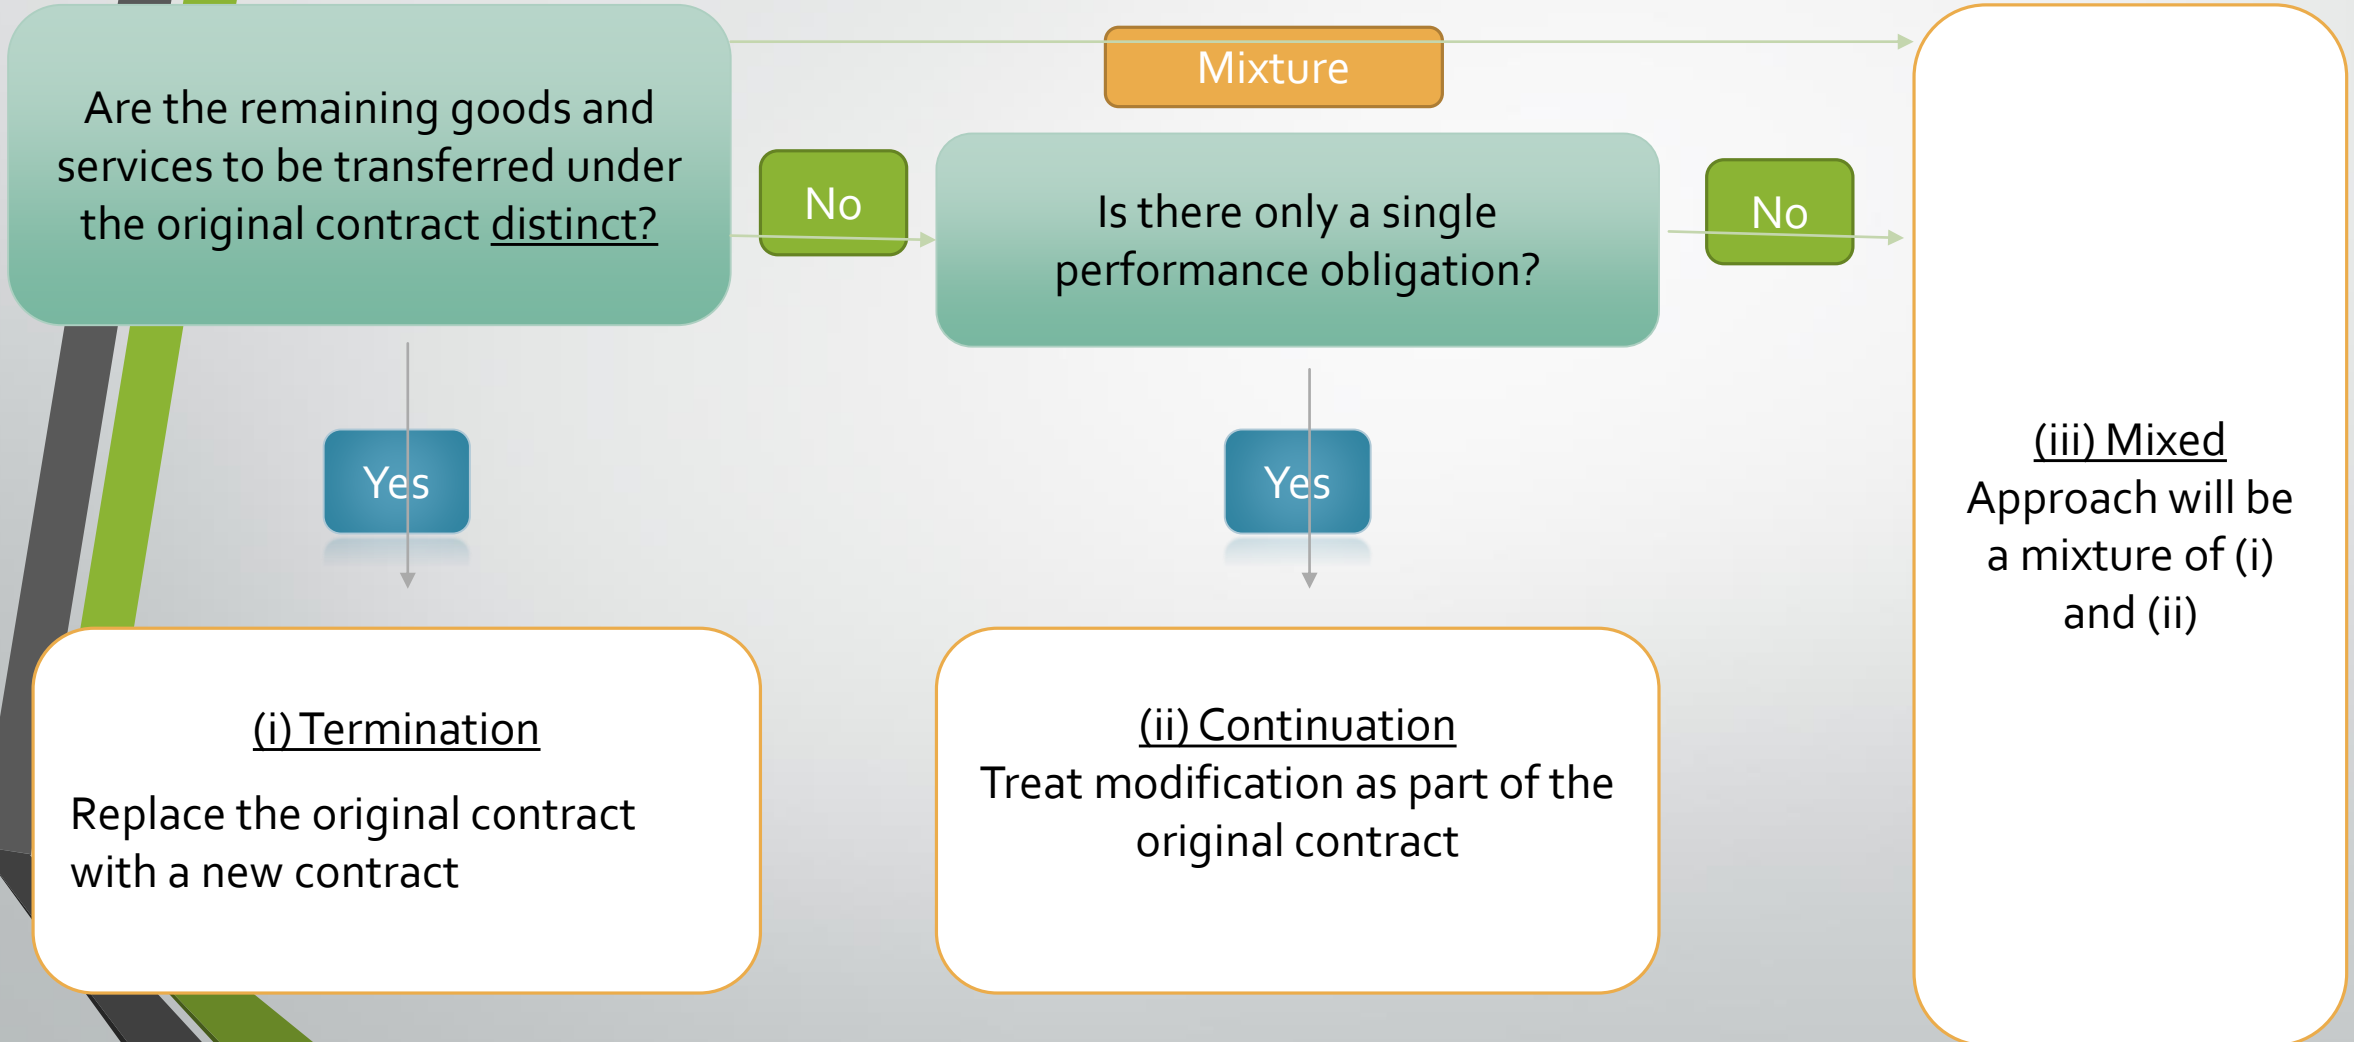 Are the remaining goods and
services to be transferred under
the original contract distinct?
Mixture
No
Is there only a single
performance obligation?
No
Yes
Yes
(i) Termination
Replace the original contract
with a new contract
(ii) Continuation
Treat modification as part of the
original contract
(iii) Mixed
Approach will be
a mixture of (i)
and (ii)